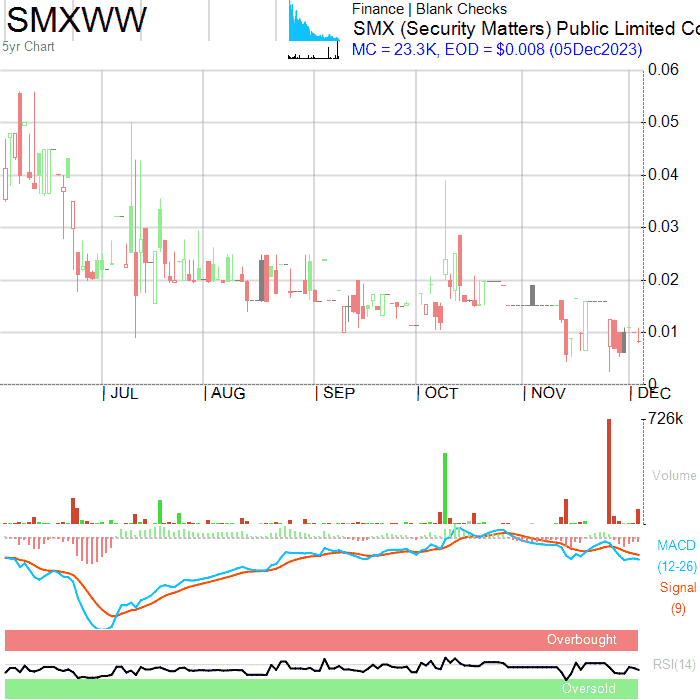 SMXWW
5yr Chart
Finance | Blank Checks
SMX (Security Matters) Public Limited Co
MC = 23.3K, EOD = $0.008 (05Dec2023)
0.06
0.05
0.04
0.03
0.02
0.01
0
JUL AUG SEP OCT NOV DEC
726k
Volume
MACD
(12-26)
Signal
(9)
Overbought
RSI(14)
Oversold